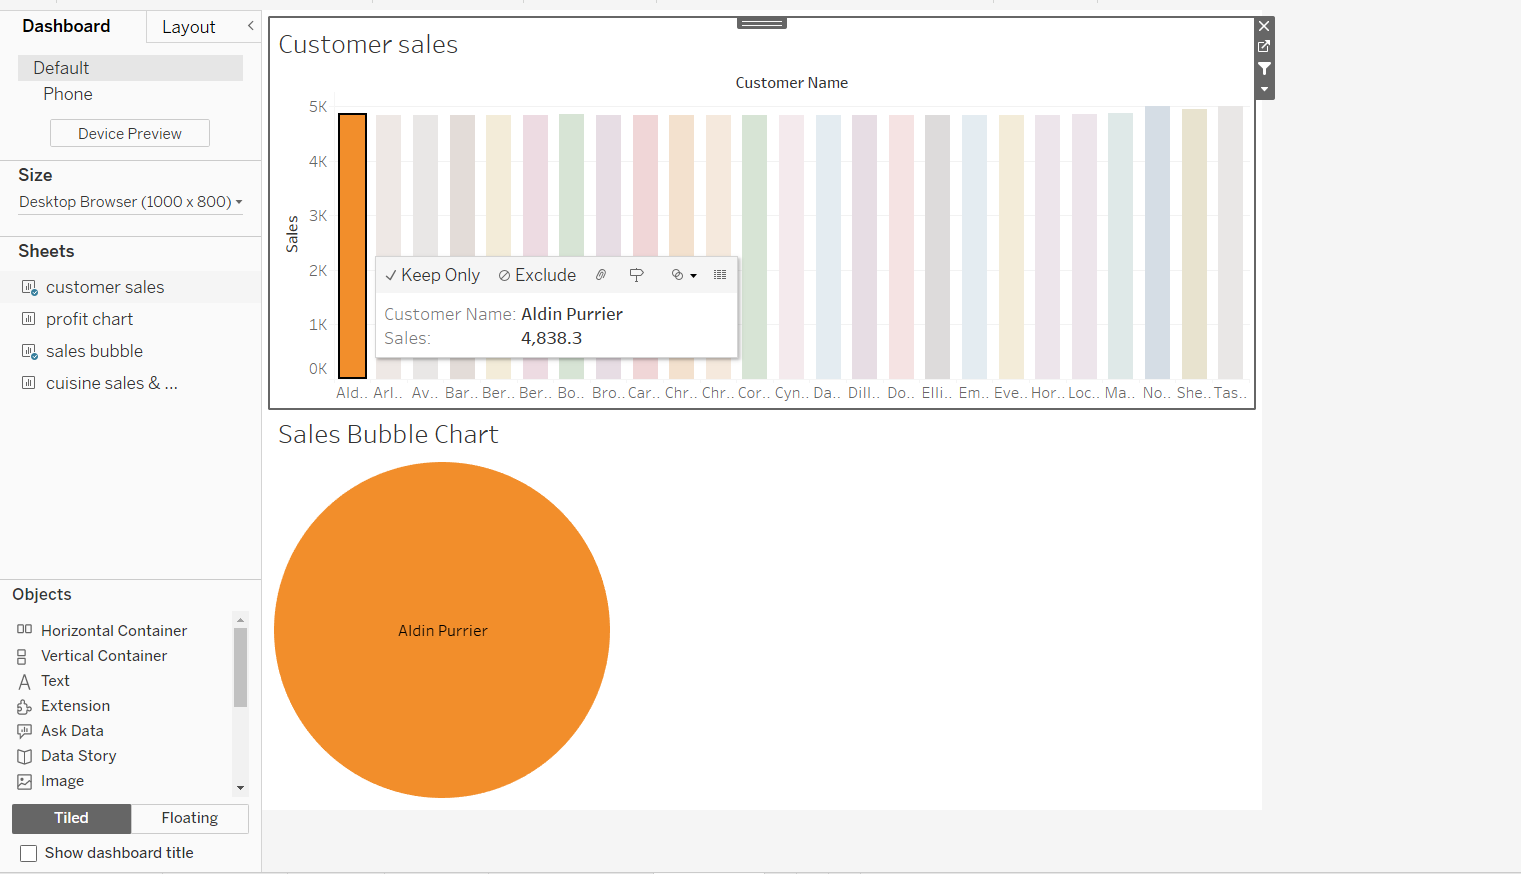 Dashboard
Layout
Default
Phone
Device Preview
Size
Desktop Browser (1000 x 800)
Sheets
customer sales
profit chart
sales bubble
cuisine sales & ...
Objects
Horizontal Container
Vertical Container
Text
Extension
Ask Data
Data Story
Image
Tiled Floating
Show dashboard title
Customer sales
Customer Name
Sales
5K
4K
3K
2K
1K
0K
Keep Only Exclude
Customer Name: Aldin Purrier
Sales: 4,838.3
Ald.. Arl.. Av.. Bar.. Ber.. Ber.. Bo.. Bro.. Car.. Chr.. Chr.. Cor.. Cyn.. Da.. Dill.. Do.. Elli.. Em.. Eve.. Hor.. Loc.. Ma.. No.. She.. Tas..
Sales Bubble Chart
Aldin Purrier